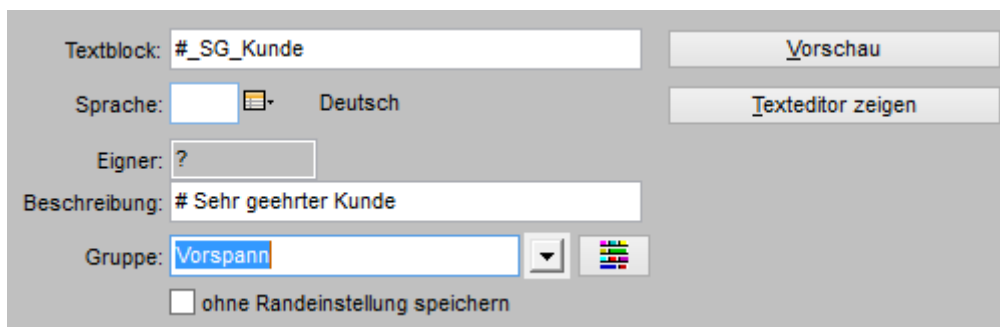 Textblock: #_SG_Kunde Vorschau
Sprache: Deutsch Texteditor zeigen
Eigner: ?
Beschreibung: # Sehr geehrter Kunde
Gruppe: Vorspann
ohne Randeinstellung speichern